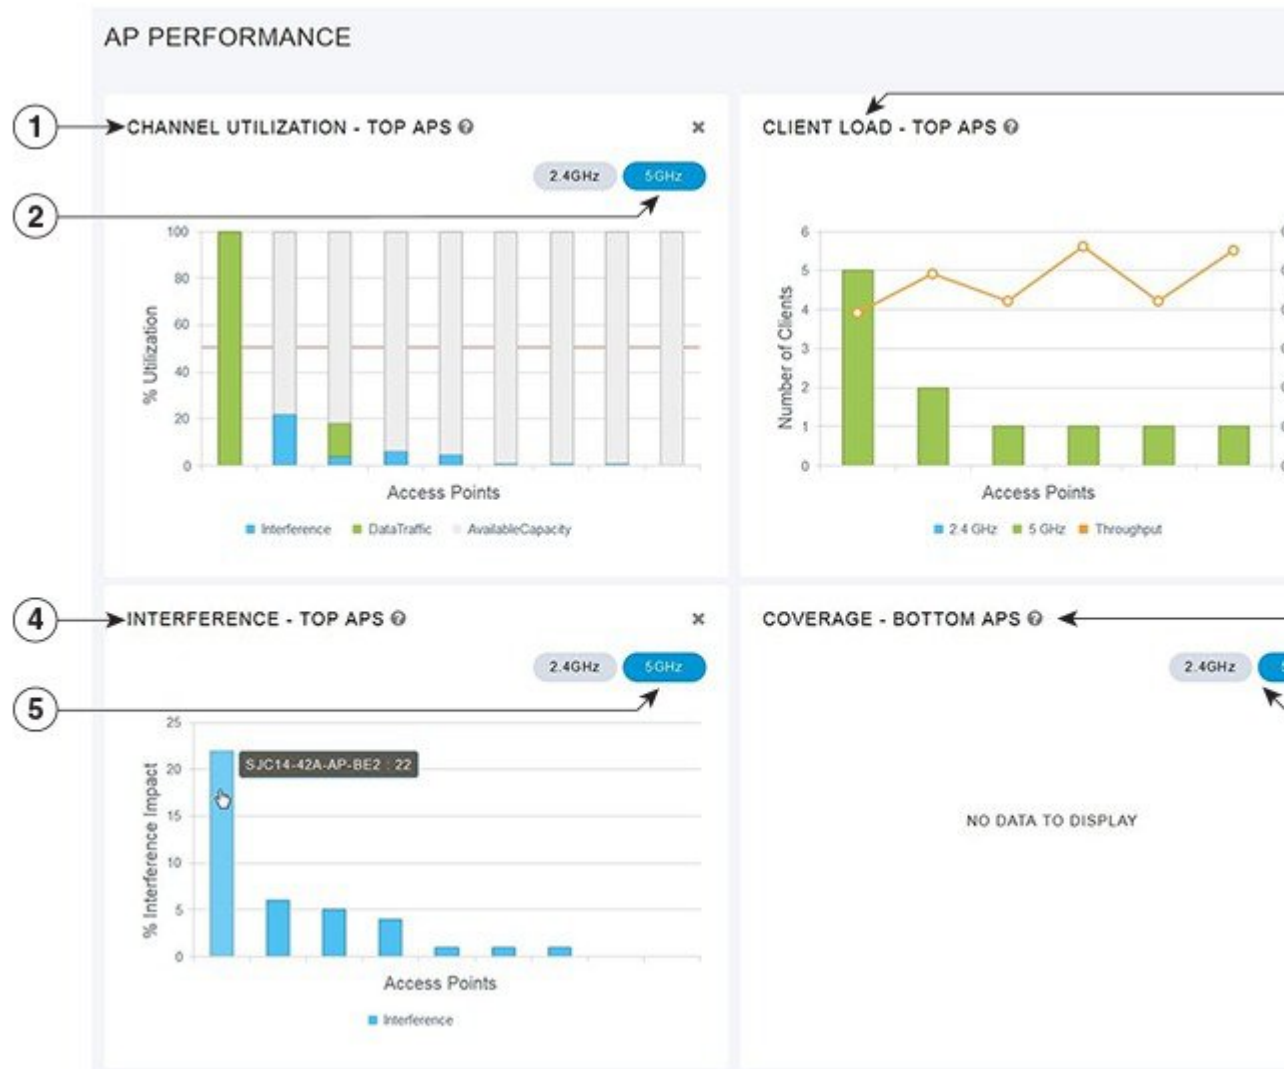 AP PERFORMANCE
1
CHANNEL UTILIZATION - TOP APS
2.4GHz 5GHz
2
% Utilization
100
80
60
40
20
0
Access Points
Interference DataTraffic AvailableCapacity
CLIENT LOAD - TOP APS
Number of Clients
6
5
4
3
2
1
0
Access Points
2.4 GHz 5 GHz Throughput
4
INTERFERENCE - TOP APS
2.4GHz 5GHz
5
% Interference Impact
25
20
15
10
5
0
SJC14-42A-AP-BE2 : 22
Access Points
Interference
COVERAGE - BOTTOM APS
2.4GHz
NO DATA TO DISPLAY